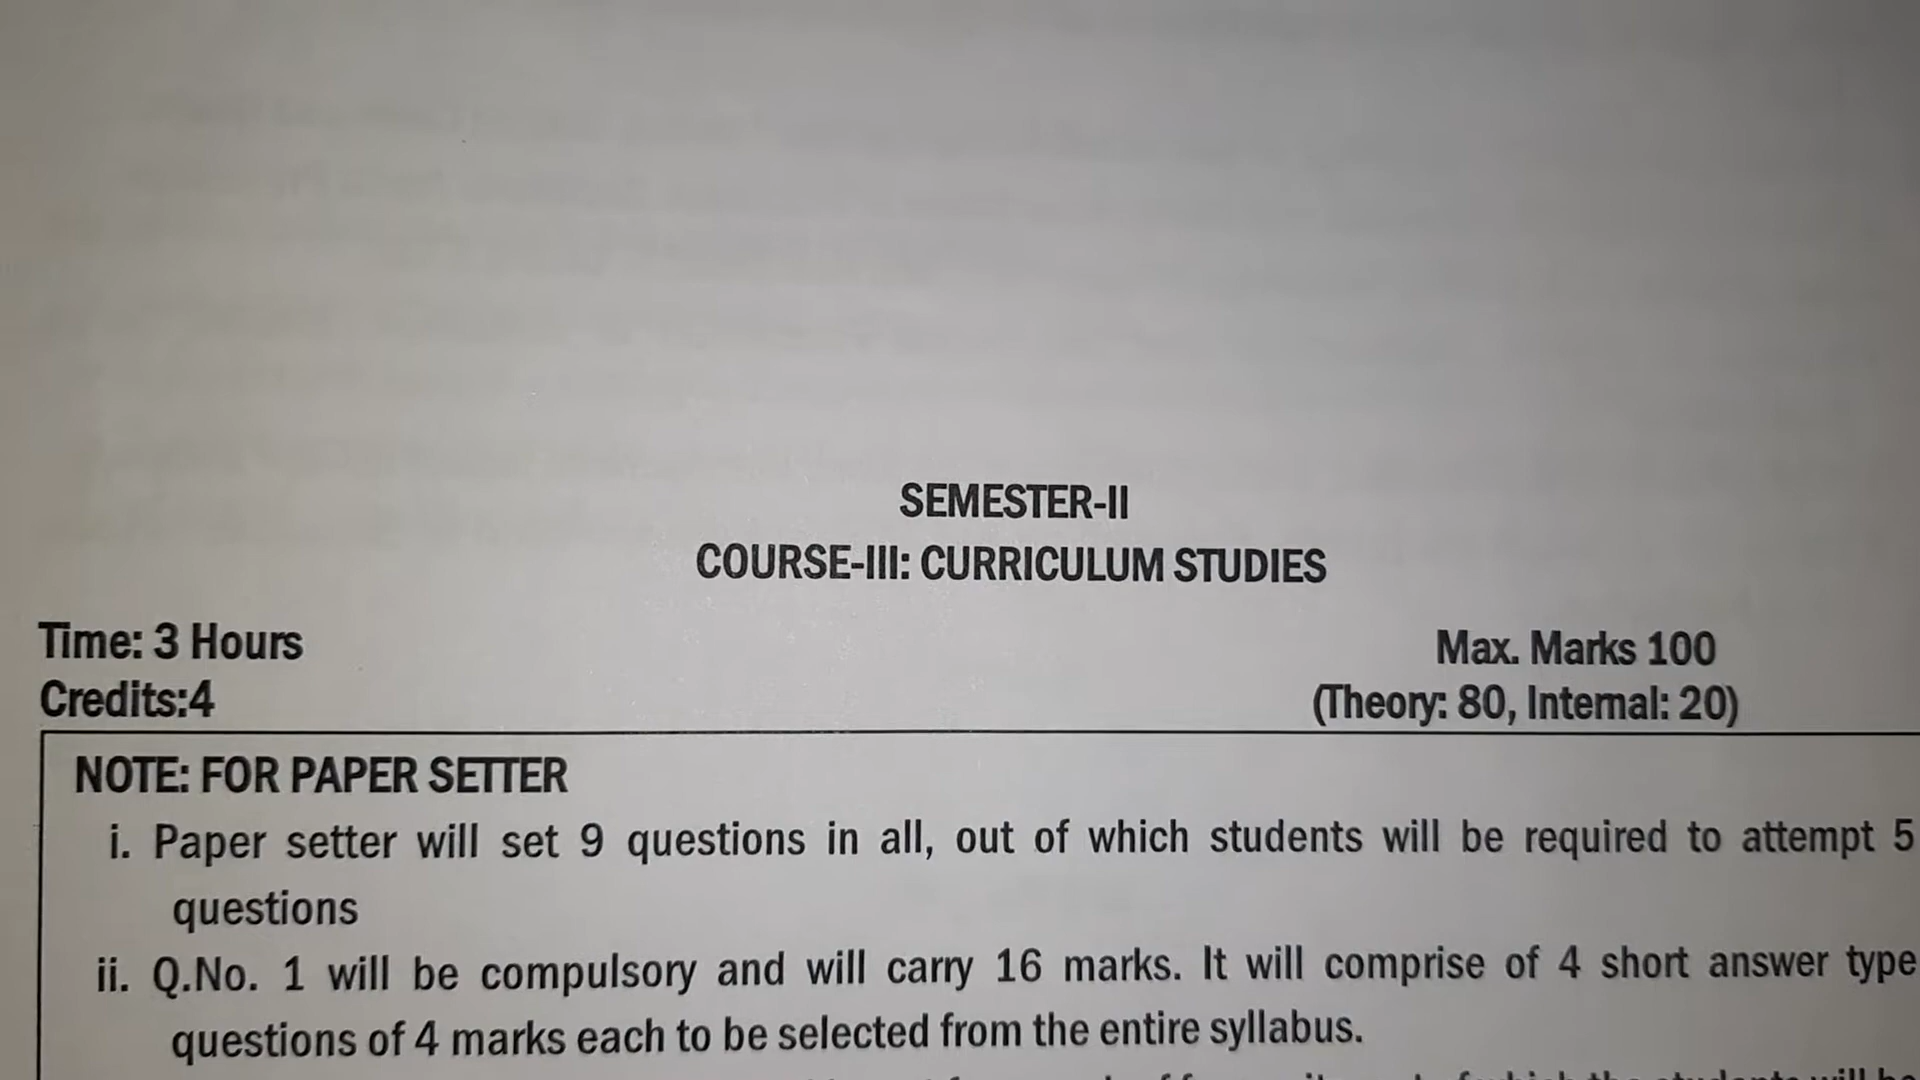 SEMESTER-II
COURSE-III: CURRICULUM STUDIES
Time: 3 Hours
Max. Marks 100
Credits:4
(Theory: 80, Internal: 20)
NOTE: FOR PAPER SETTER
i. Paper setter will set 9 questions in all, out of which students will be required to attempt 5
questions
ii. Q.No. 1 will be compulsory and will carry 16 marks. It will comprise of 4 short answer type
questions of 4 marks each to be selected from the entire syllabus.